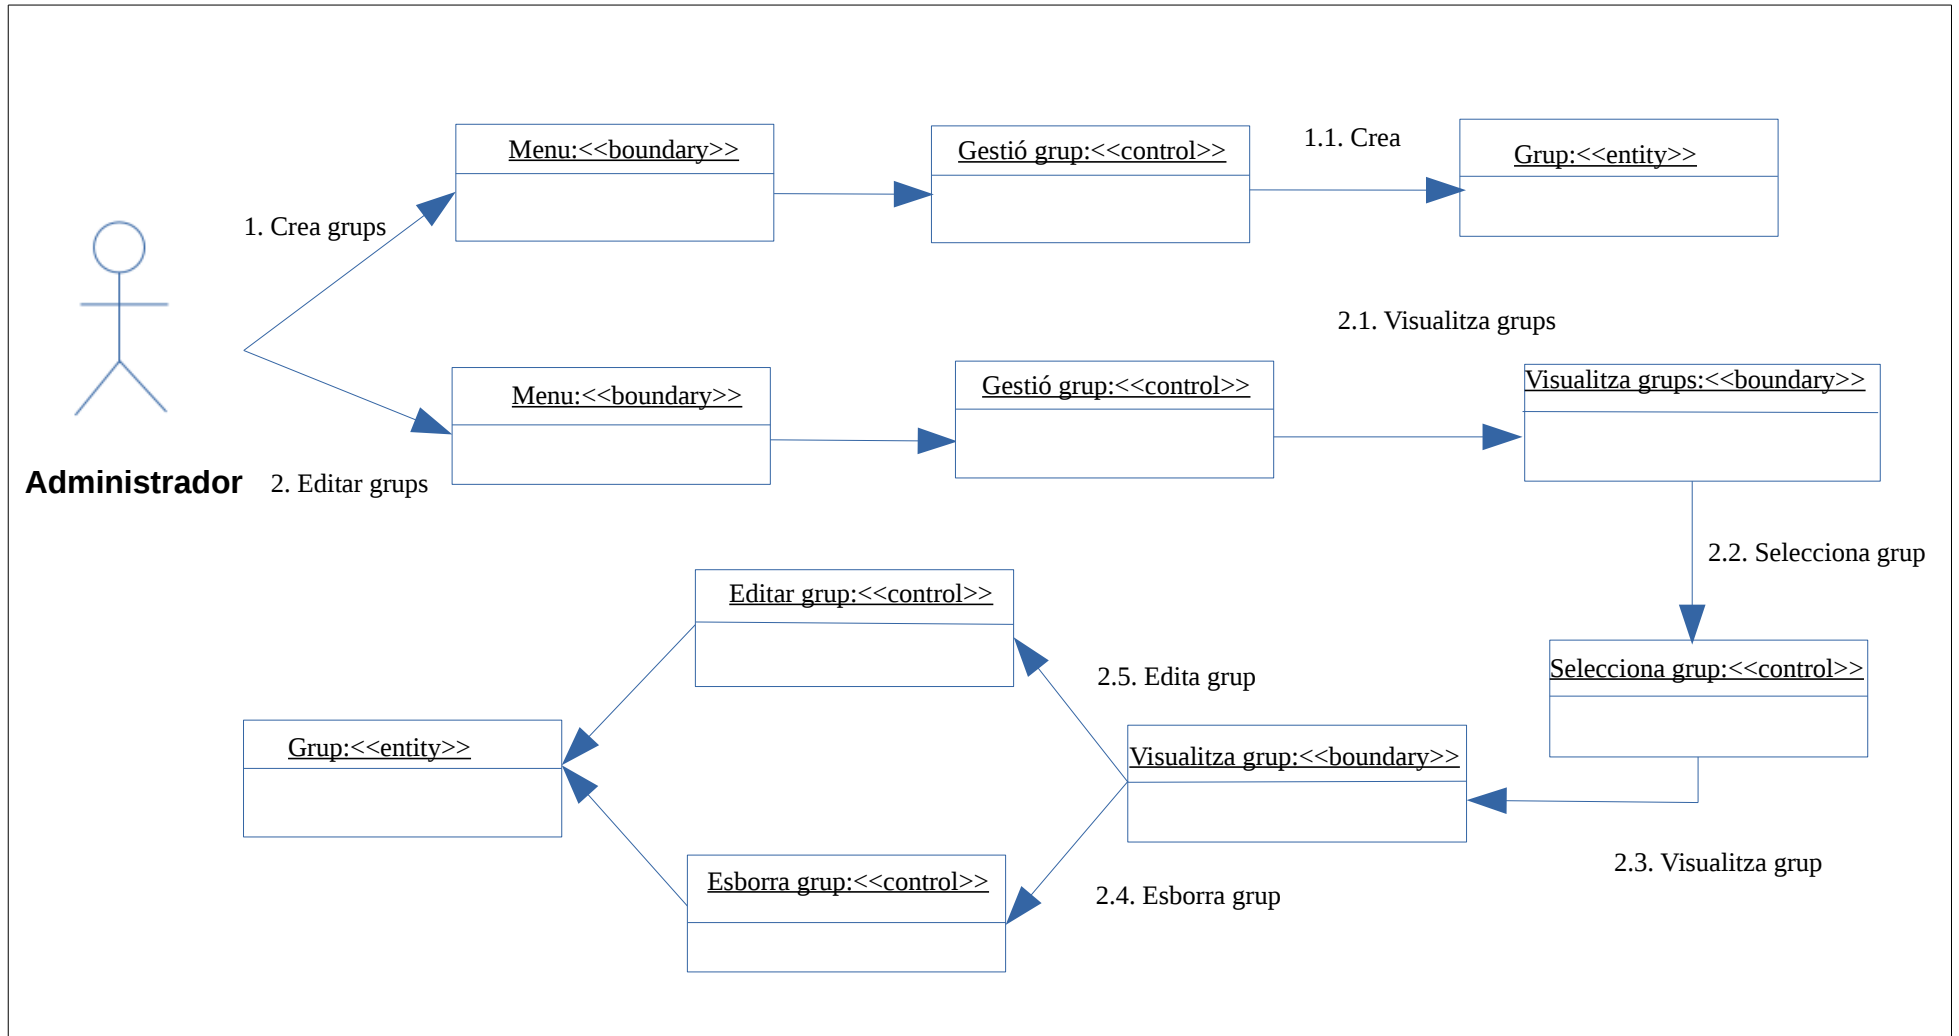 Menu:<<boundary>>
Gestió grup:<<control>>
1.1. Crea
Grup:<<entity>>
1. Crea grups
2.1. Visualitza grups
Menu:<<boundary>>
Gestió grup:<<control>>
Visualitza grups:<<boundary>>
Administrador
2. Editar grups
2.2. Selecciona grup
Editar grup:<<control>>
2.5. Edita grup
Selecciona grup:<<control>>
Grup:<<entity>>
Visualitza grup:<<boundary>>
2.3. Visualitza grup
Esborra grup:<<control>>
2.4. Esborra grup